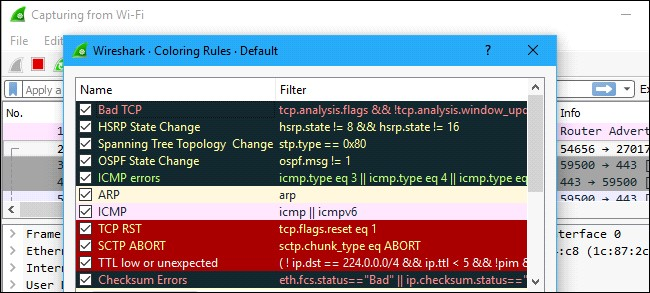 Capturing from Wi-Fi
File Edit
Wireshark · Coloring Rules · Default
?
Apply a
Name Filter
Bad TCP tcp.analysis.flags && !tcp.analysis.window_upd
HSRP State Change hsrp.state != 8 && hsrp.state != 16
Spanning Tree Topology Change stp.type == 0x80
OSPF State Change ospf.msg != 1
ICMP errors icmp.type eq 3 || icmp.type eq 4 || icmp.type eq
ARP arp
ICMP icmp || icmpv6
TCP RST tcp.flags.reset eq 1
SCTP ABORT sctp.chunk_type eq ABORT
TTL low or unexpected ( ! ip.dst == 224.0.0.0/4 && ip.ttl < 5 && !pim &
Checksum Errors eth.fcs.status=="Bad" || ip.checksum.status=="
No.
1
2
3
4
5
Info
Router Advert
54656 → 27017
59500 → 443 [
59500 → 443 [
443 → 59500
Frame
Ethern
Intern
User
terface 0
:c8 (1c:87:2c